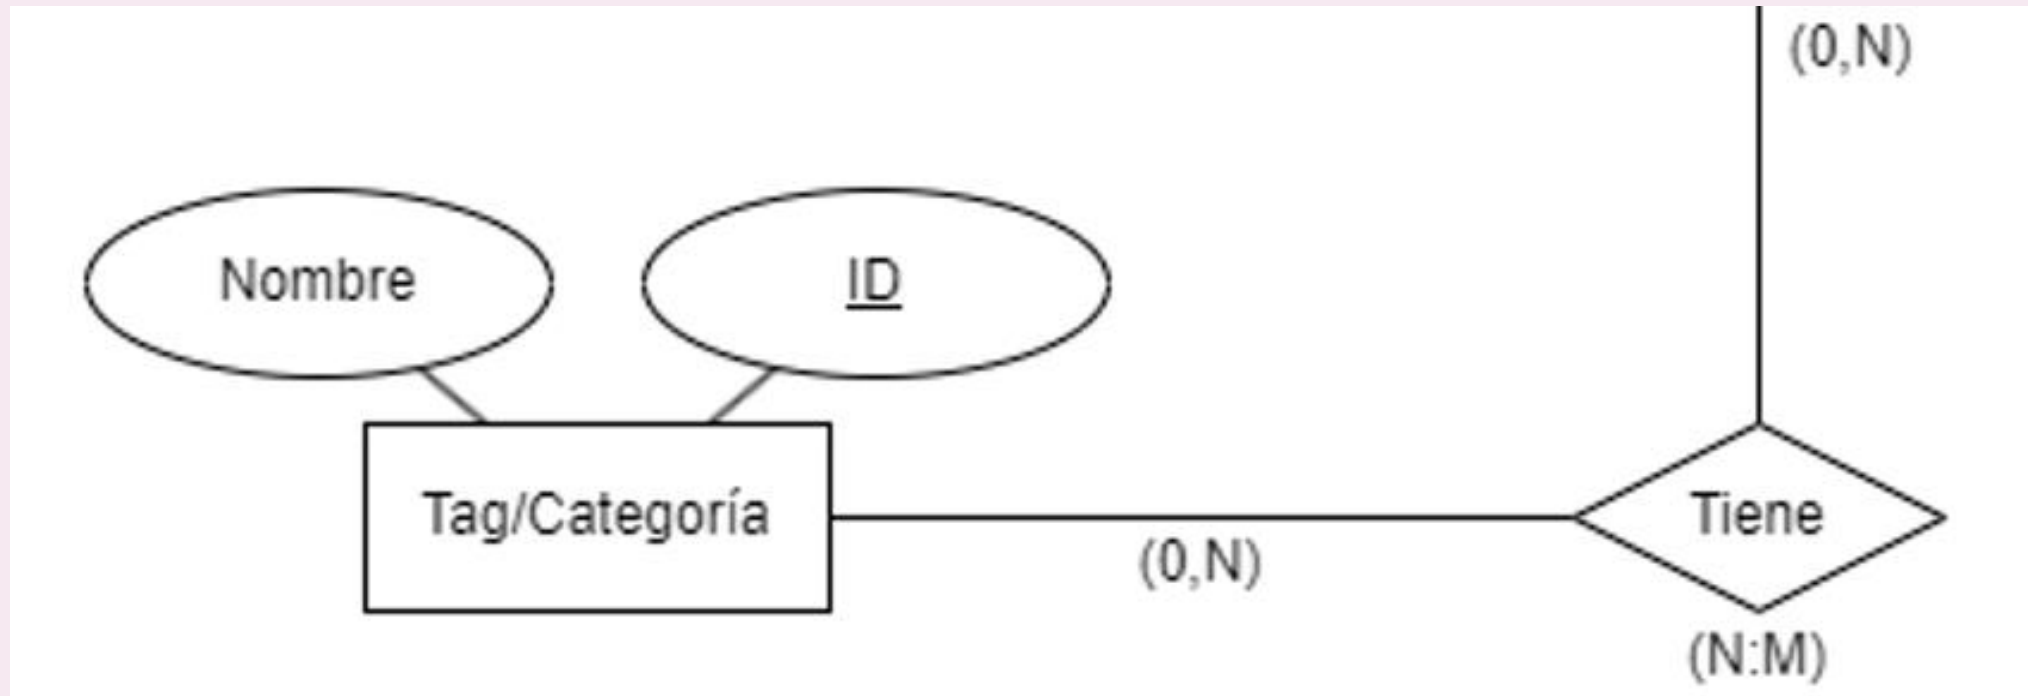 (0,N)
Nombre
ID
Tag/Categoría
Tiene
(0,N)
(N:M)